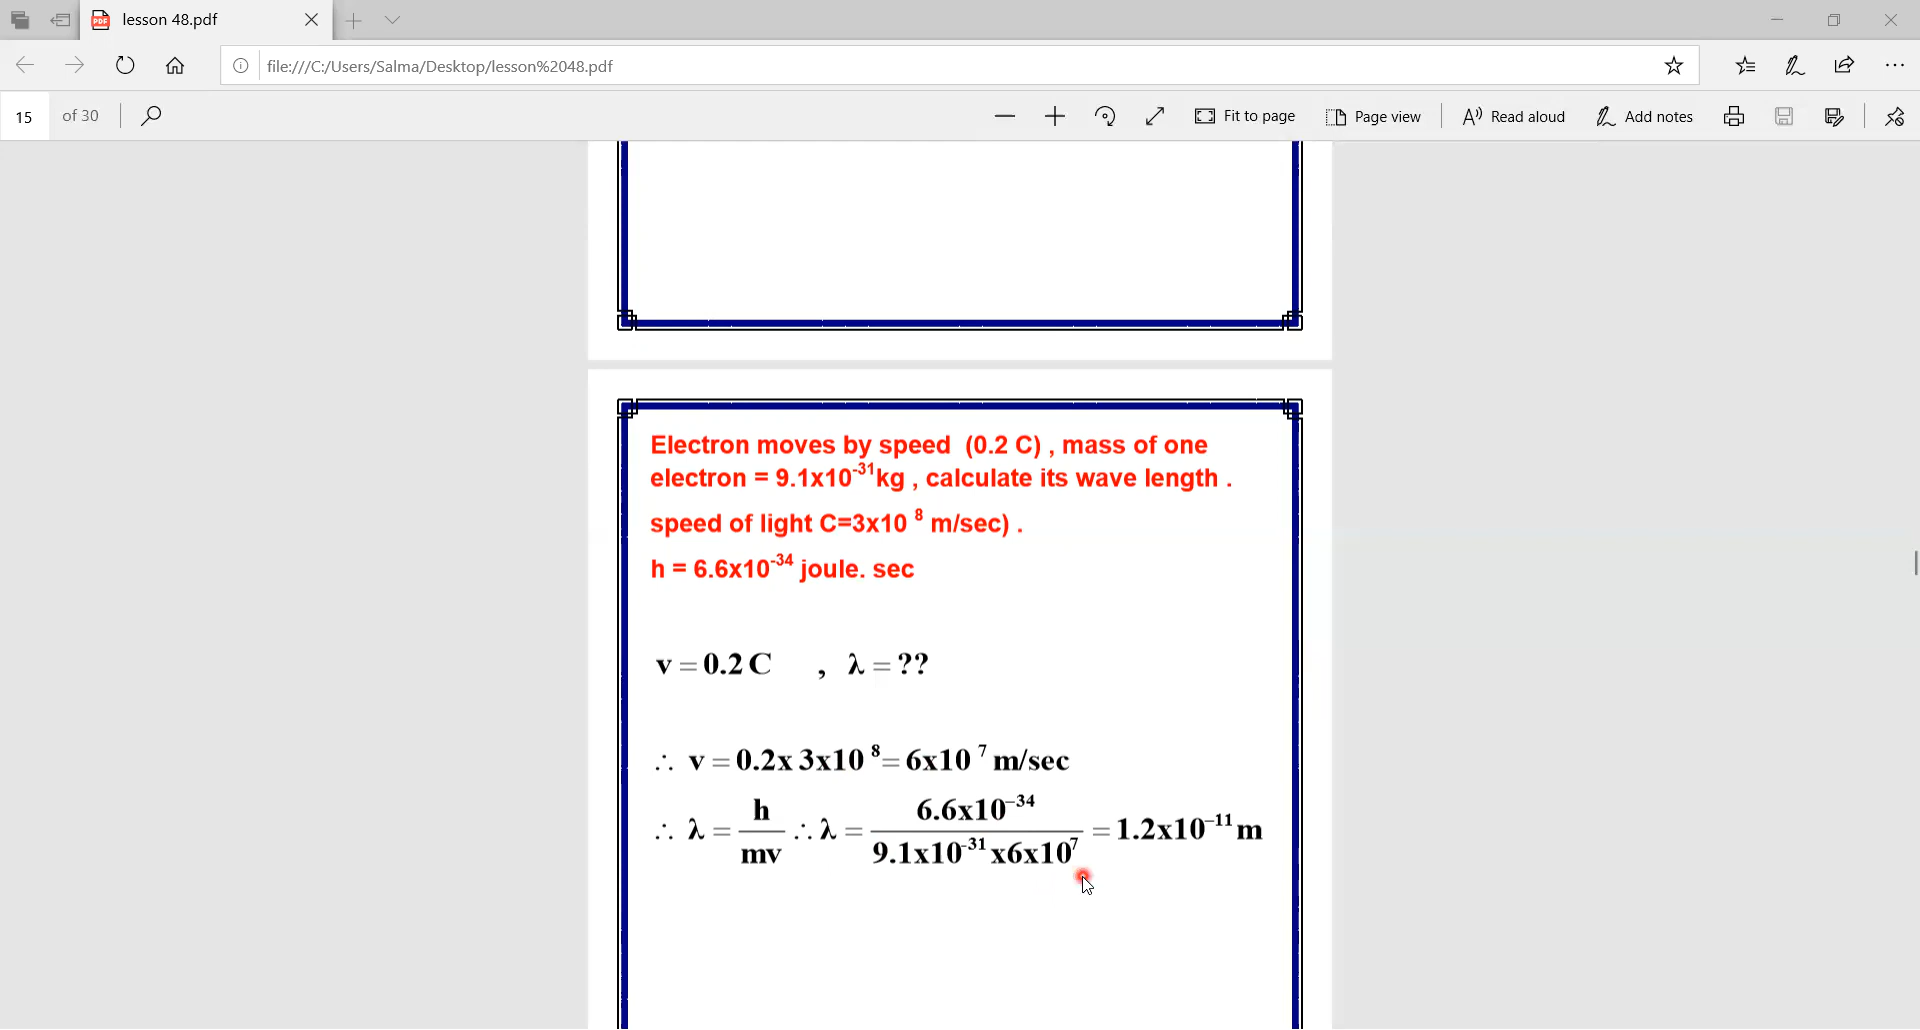 lesson 48.pdf
file:///C:/Users/Salma/Desktop/lesson%2048.pdf
15 of 30 Fit to page Page view Read aloud Add notes
Electron moves by speed (0.2 C) , mass of one
electron = 9.1x10⁻³¹kg , calculate its wave length .
speed of light C=3x10 ⁸ m/sec) .
h = 6.6x10⁻³⁴ joule. sec
v = 0.2 C , λ = ??
∴ v = 0.2x 3x10 ⁸= 6x10 ⁷ m/sec
∴ λ = h/mv ∴ λ = 6.6x10⁻³⁴/9.1x10⁻³¹x6x10⁷ = 1.2x10⁻¹¹ m